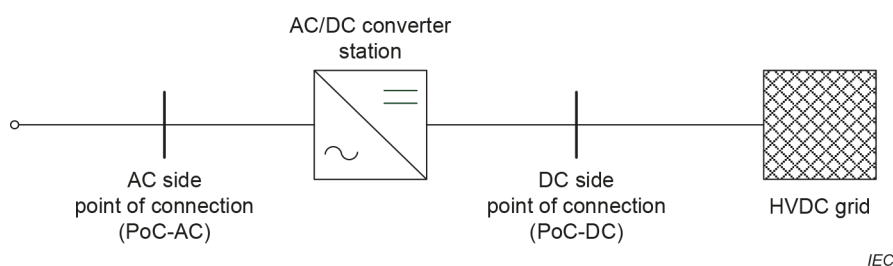 AC/DC converter
station
AC side
point of connection
(PoC-AC)
DC side
point of connection
(PoC-DC)
HVDC grid
IEC